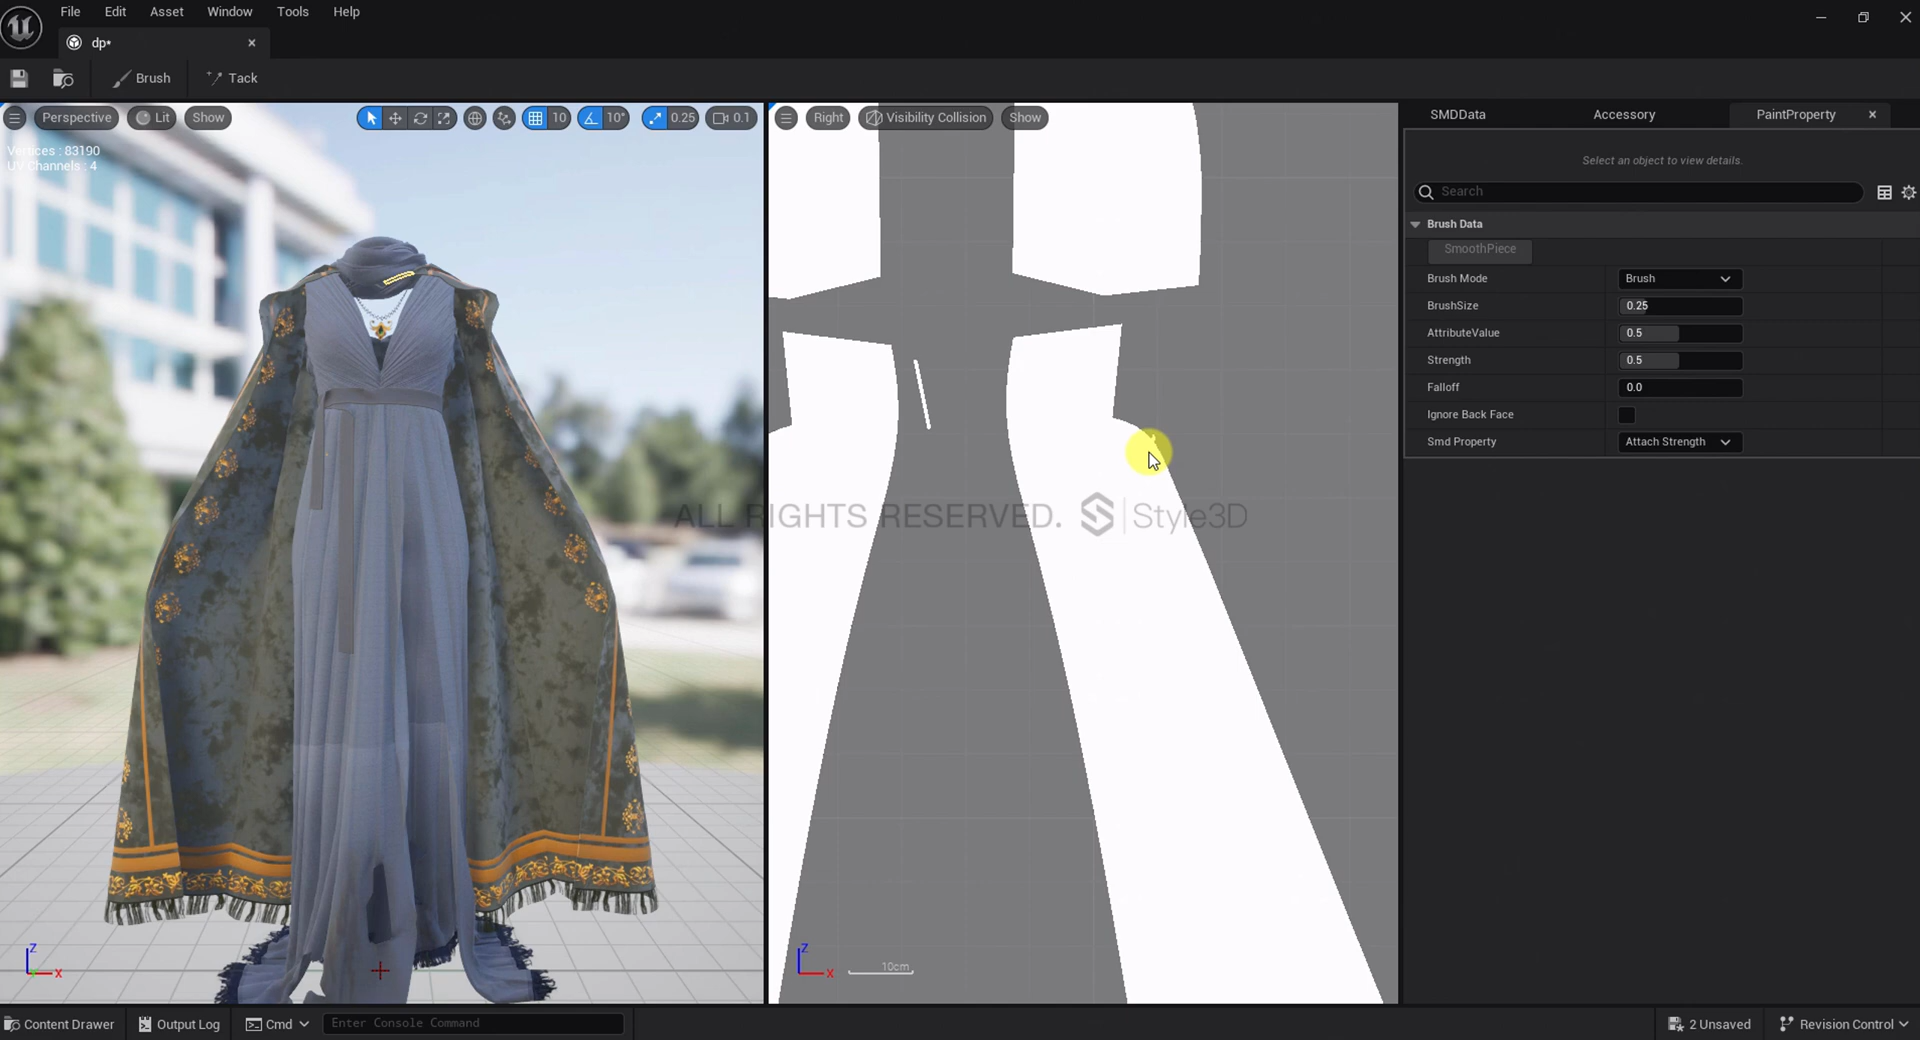 File Edit Asset Window Tools Help
dp*
Brush Tack
Perspective Lit Show 10 10° 0.25 0.1
Vertices : 83190
UV Channels : 4
Right Visibility Collision Show
SMDData Accessory PaintProperty
Select an object to view details.
Search
Brush Data
SmoothPiece
Brush Mode Brush
BrushSize 0.25
AttributeValue 0.5
Strength 0.5
Falloff 0.0
Ignore Back Face
Smd Property Attach Strength
ALL RIGHTS RESERVED. Style3D
Z
X
Z
X
10cm
Content Drawer Output Log Cmd Enter Console Command 2 Unsaved Revision Control